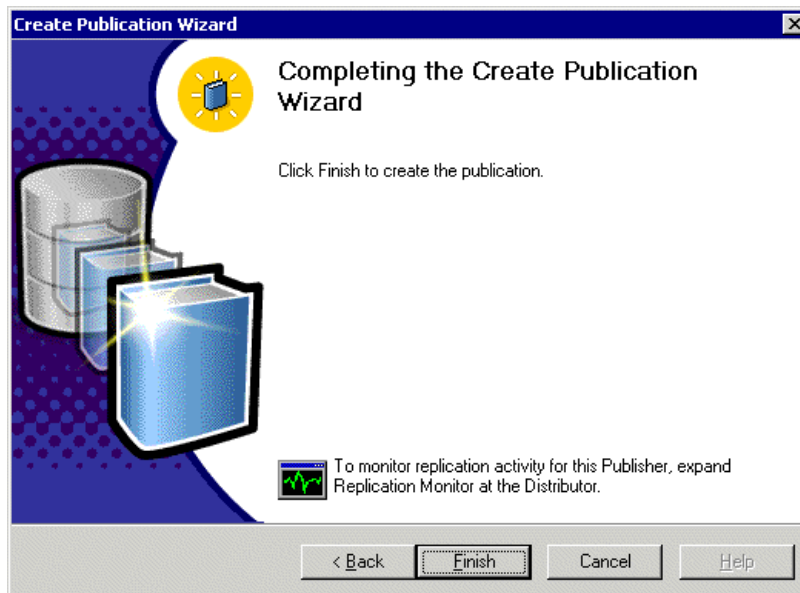 Create Publication Wizard
Completing the Create Publication
Wizard
Click Finish to create the publication.
To monitor replication activity for this Publisher, expand
Replication Monitor at the Distributor.
< Back
Finish
Cancel
Help